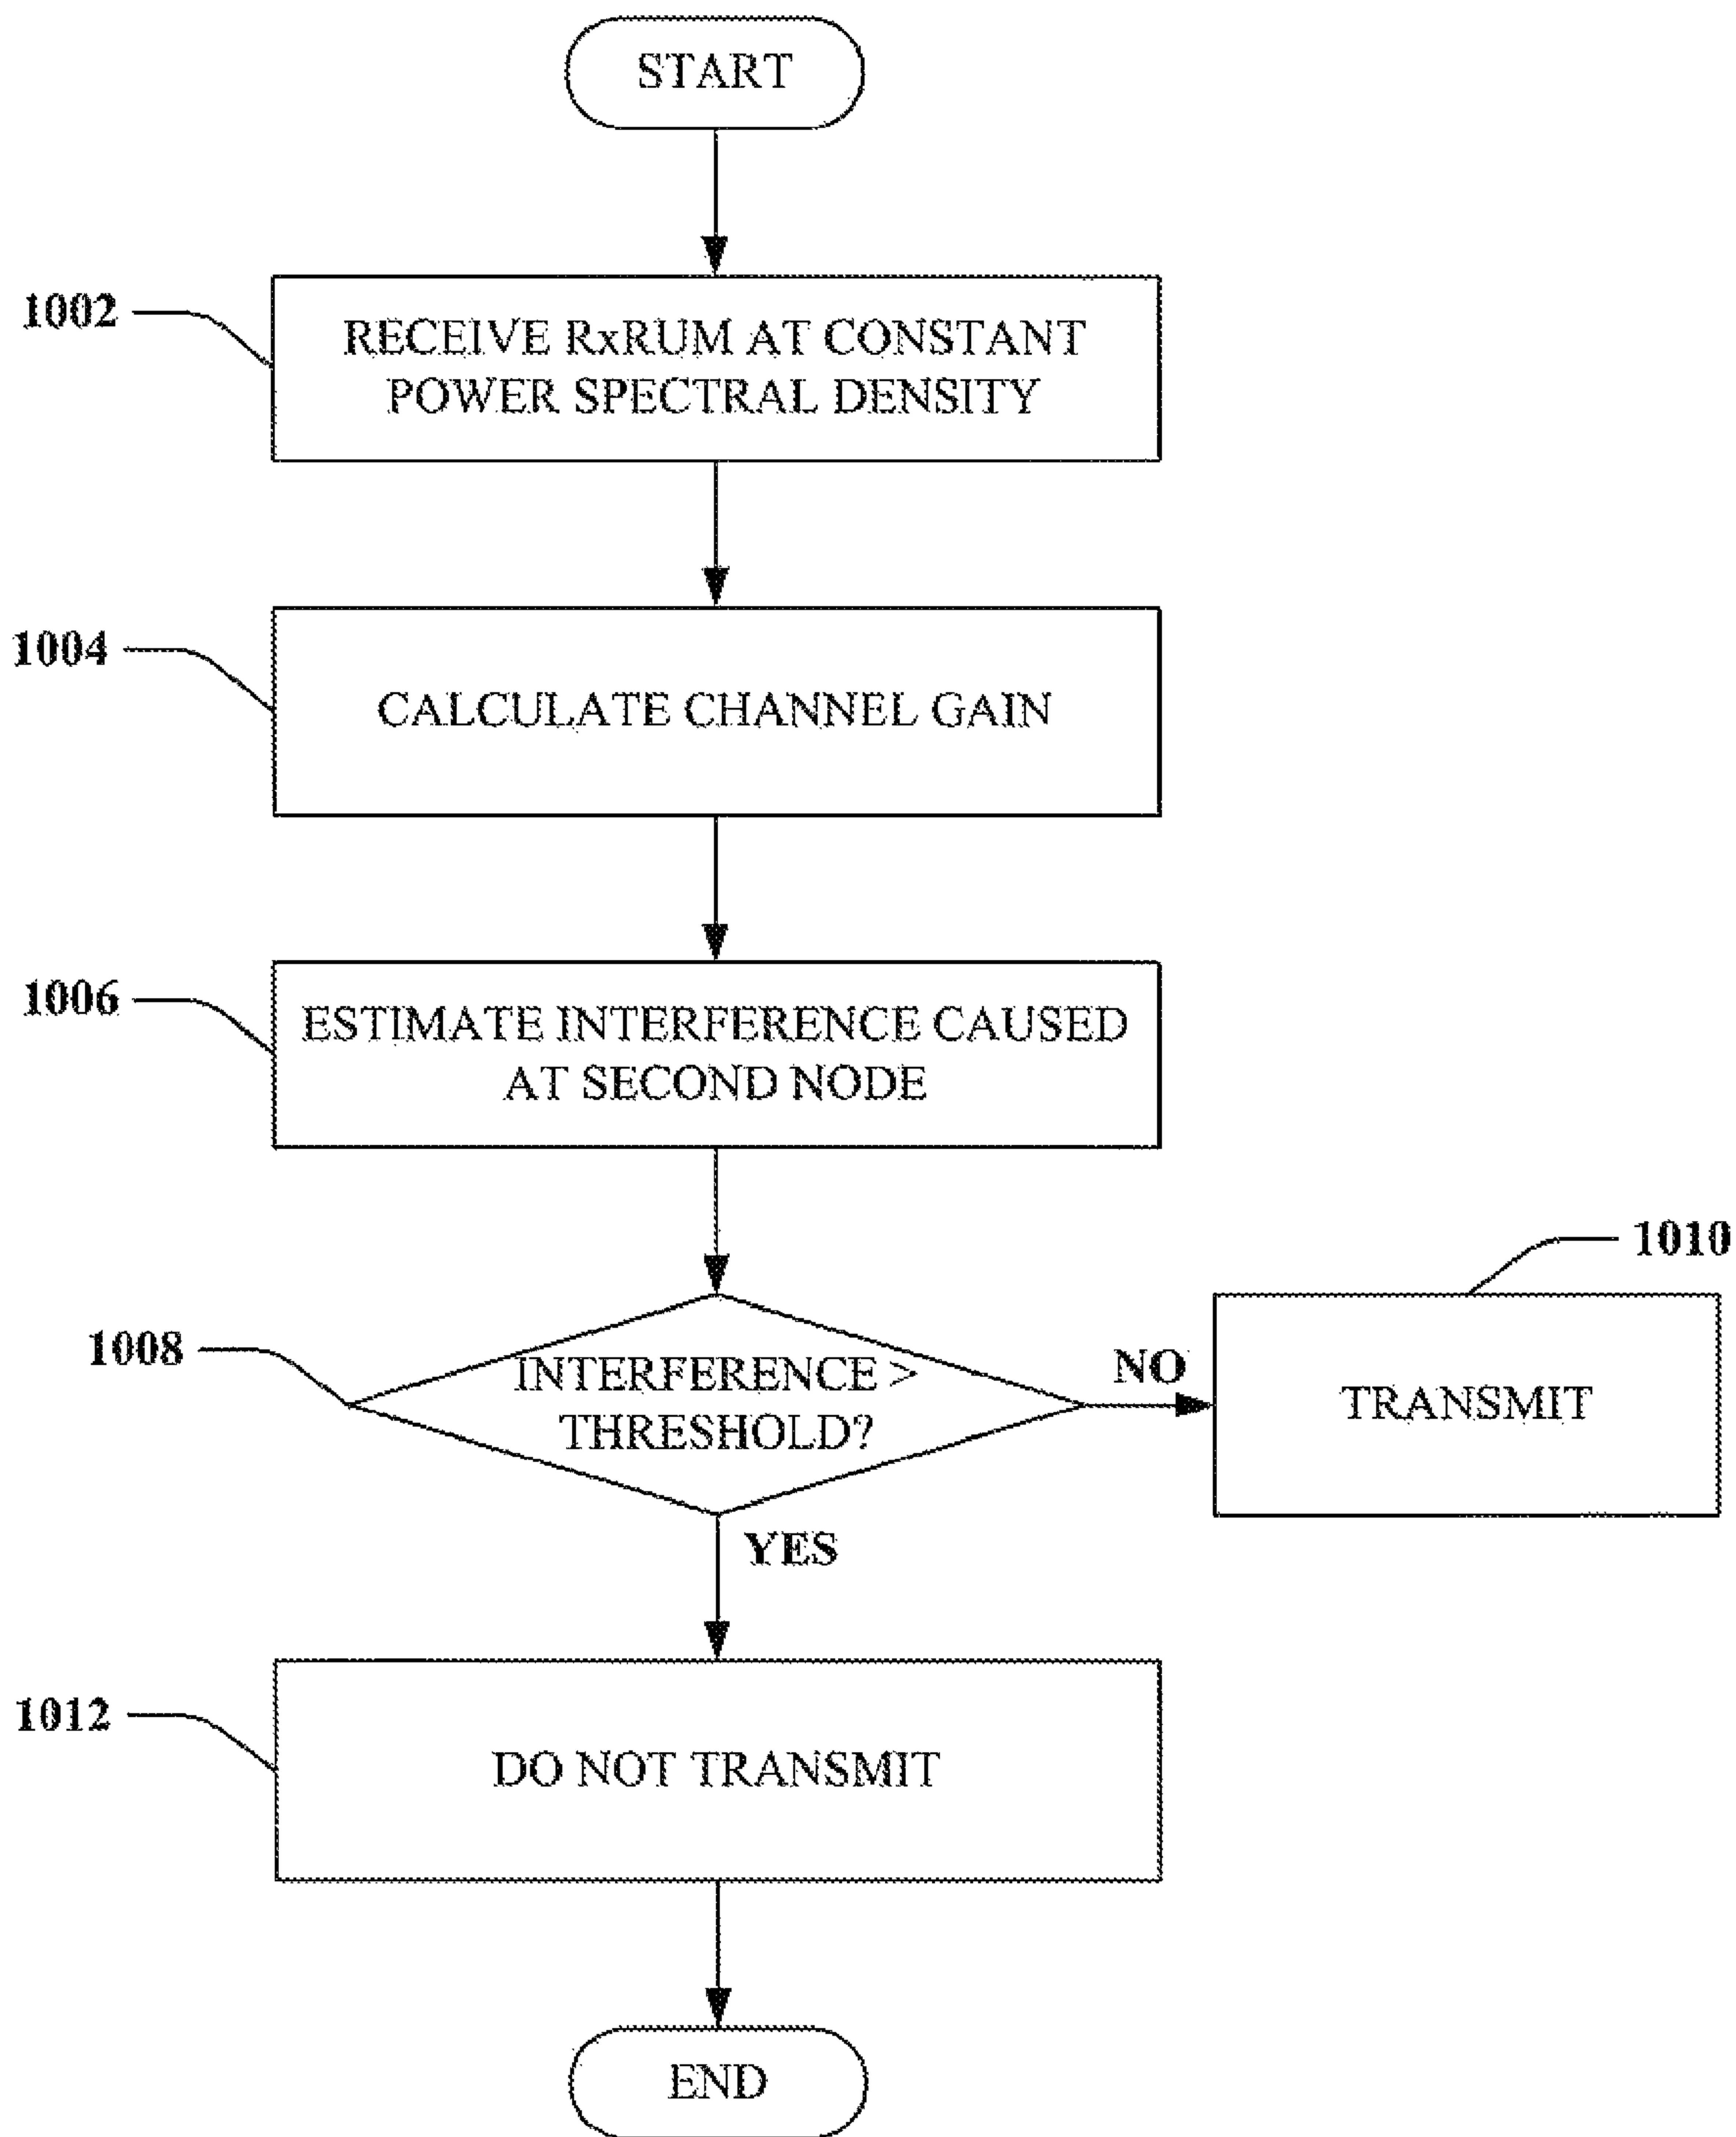 START
1002
RECEIVE RxRUM AT CONSTANT
POWER SPECTRAL DENSITY
1004
CALCULATE CHANNEL GAIN
1006
ESTIMATE INTERFERENCE CAUSED
AT SECOND NODE
1008
INTERFERENCE >
THRESHOLD?
NO
1010
TRANSMIT
YES
1012
DO NOT TRANSMIT
END